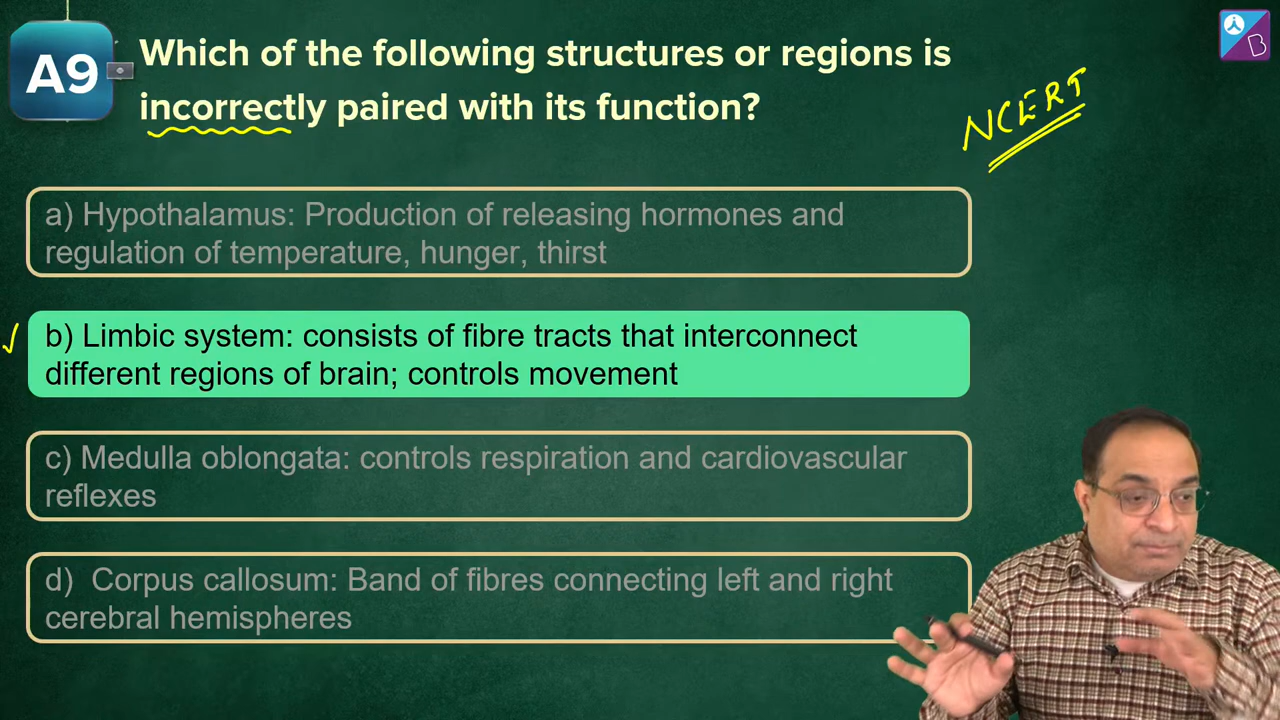 A9
Which of the following structures or regions is
incorrectly paired with its function?
NCERT
a) Hypothalamus: Production of releasing hormones and
regulation of temperature, hunger, thirst
b) Limbic system: consists of fibre tracts that interconnect
different regions of brain; controls movement
c) Medulla oblongata: controls respiration and cardiovascular
reflexes
d) Corpus callosum: Band of fibres connecting left and right
cerebral hemispheres
B